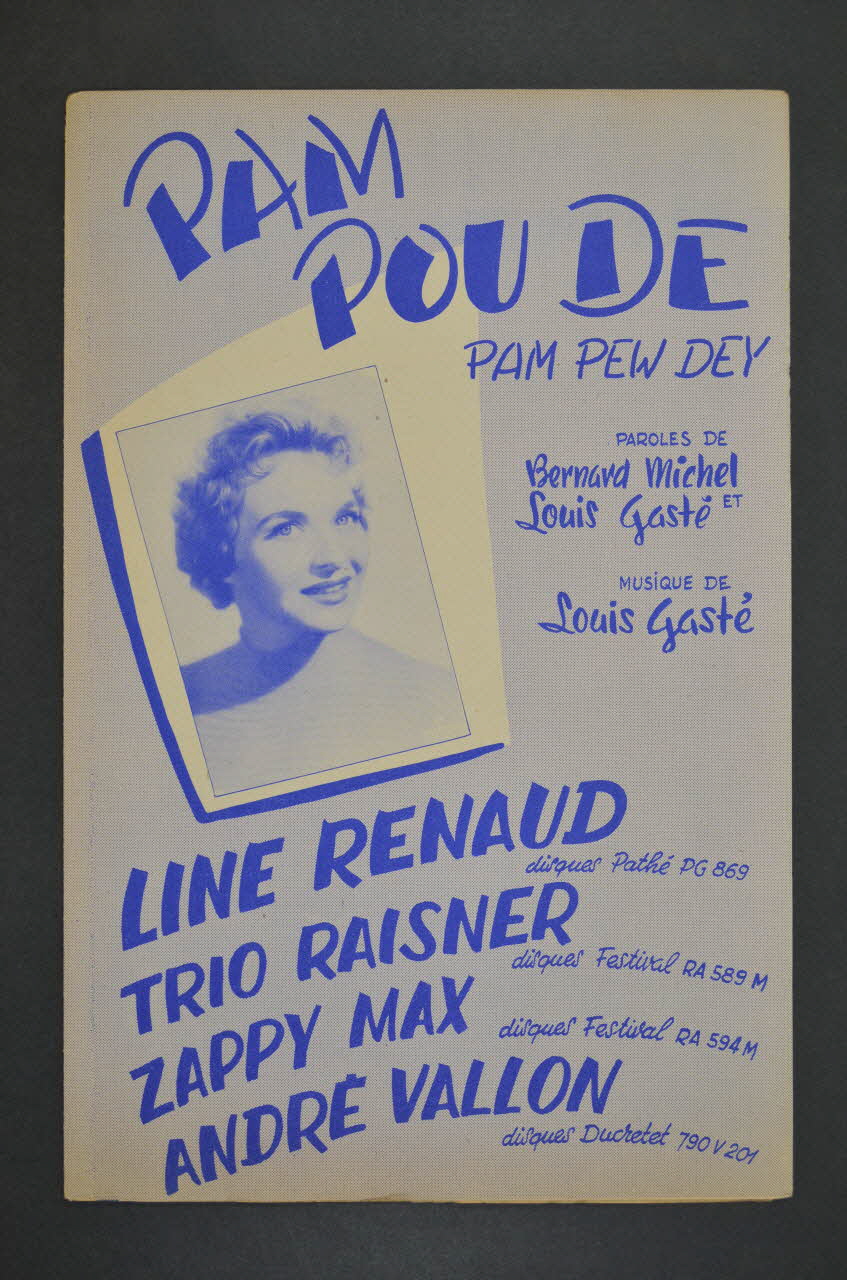 PAM
POU DE
PAM PEW DEY
PAROLES DE
Bernard Michel
ET
Louis Gasté
MUSIQUE DE
Louis Gasté
LINE RENAUD
disques Pathé PG 869
TRIO RAISNER
disques Festival RA 589 M
ZAPPY MAX
disques Festival RA 594 M
ANDRÉ VALLON
disques Ducretet 790 V 201